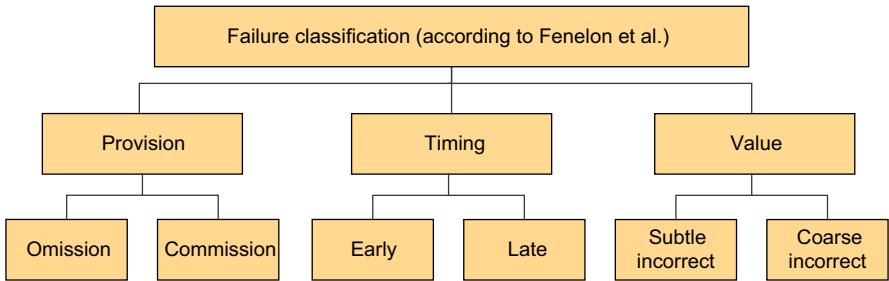 Failure classification (according to Fenelon et al.)
Provision
Timing
Value
Omission
Commission
Early
Late
Subtle
incorrect
Coarse
incorrect